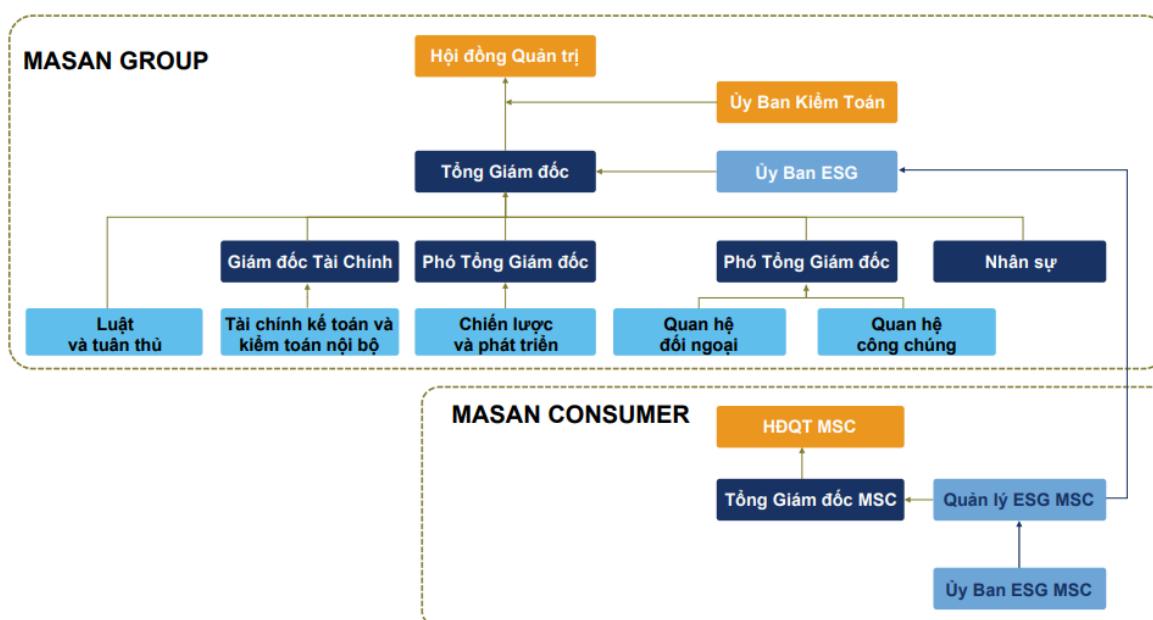 MASAN GROUP
Hội đồng Quản trị
Ủy Ban Kiểm Toán
Tổng Giám đốc
Ủy Ban ESG
Giám đốc Tài Chính
Phó Tổng Giám đốc
Phó Tổng Giám đốc
Nhân sự
Luật
và tuân thủ
Tài chính kế toán và
kiểm toán nội bộ
Chiến lược
và phát triển
Quan hệ
đối ngoại
Quan hệ
công chúng
MASAN CONSUMER
HĐQT MSC
Tổng Giám đốc MSC
Quản lý ESG MSC
Ủy Ban ESG MSC